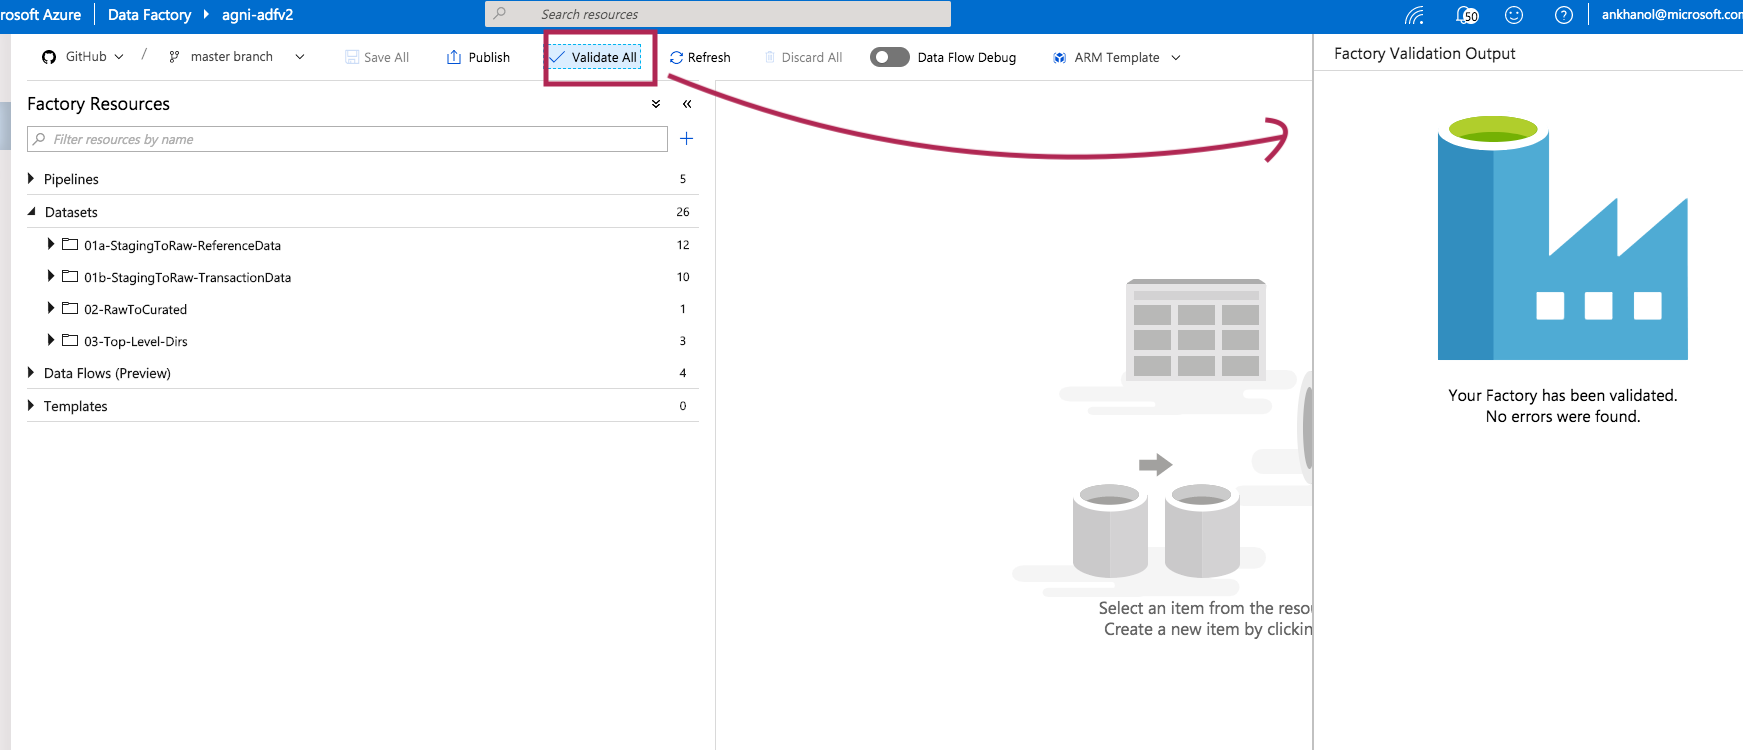 rosoft Azure Data Factory agni-adfv2 Search resources 50 ankhanol@microsoft.com
GitHub / master branch Save All Publish Validate All Refresh Discard All Data Flow Debug ARM Template
Factory Validation Output
Factory Resources
Filter resources by name
Pipelines 5
Datasets 26
01a-StagingToRaw-ReferenceData 12
01b-StagingToRaw-TransactionData 10
02-RawToCurated 1
03-Top-Level-Dirs 3
Data Flows (Preview) 4
Templates 0
Select an item from the reso
Create a new item by clickin
Your Factory has been validated.
No errors were found.